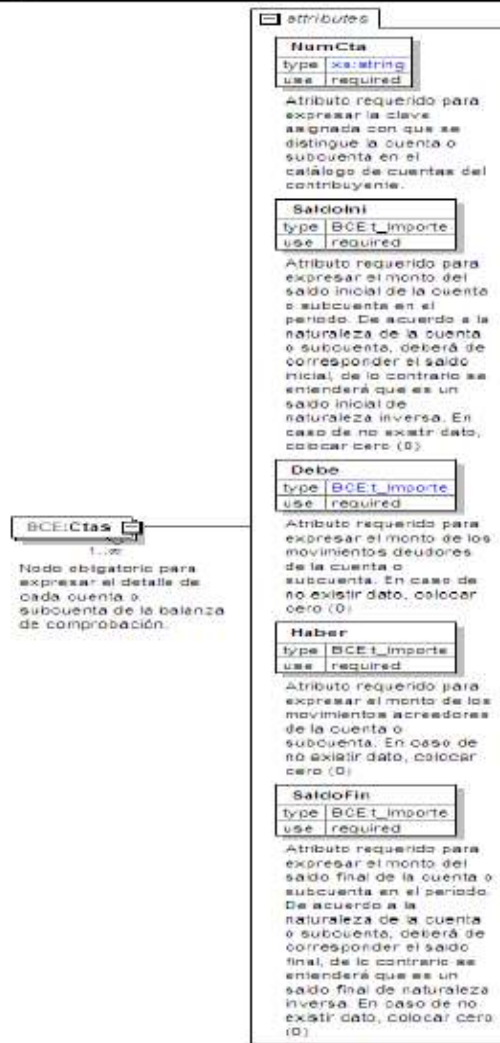 attributes
NumCta
type xs:string
use required
Atributo requerido para
expresar la clave
asignada con que se
distingue la cuenta o
subcuenta en el
catálogo de cuentas del
contribuyente.
SaldoIni
type BCE:t_Importe
use required
Atributo requerido para
expresar el monto del
saldo inicial de la cuenta
o subcuenta en el
periodo. De acuerdo a la
naturaleza de la cuenta
o subcuenta, deberá de
corresponder el saldo
inicial, de lo contrario se
entenderá que es un
saldo inicial de
naturaleza inversa. En
caso de no existir dato,
colocar cero (0)
Debe
type BCE:t_Importe
use required
Atributo requerido para
expresar el monto de los
movimientos deudores
de la cuenta o
subcuenta. En caso de
no existir dato, colocar
cero (0)
Haber
type BCE:t_Importe
use required
Atributo requerido para
expresar el monto de los
movimientos acreedores
de la cuenta o
subcuenta. En caso de
no existir dato, colocar
cero (0)
SaldoFin
type BCE:t_Importe
use required
Atributo requerido para
expresar el monto del
saldo final de la cuenta o
subcuenta en el periodo.
De acuerdo a la
naturaleza de la cuenta
o subcuenta, deberá de
corresponder el saldo
final, de lo contrario se
entenderá que es un
saldo final de naturaleza
inversa. En caso de no
existir dato, colocar cero
(0)
BCE:Ctas
1..∞
Nodo obligatorio para
expresar el detalle de
cada cuenta o
subcuenta de la balanza
de comprobación.